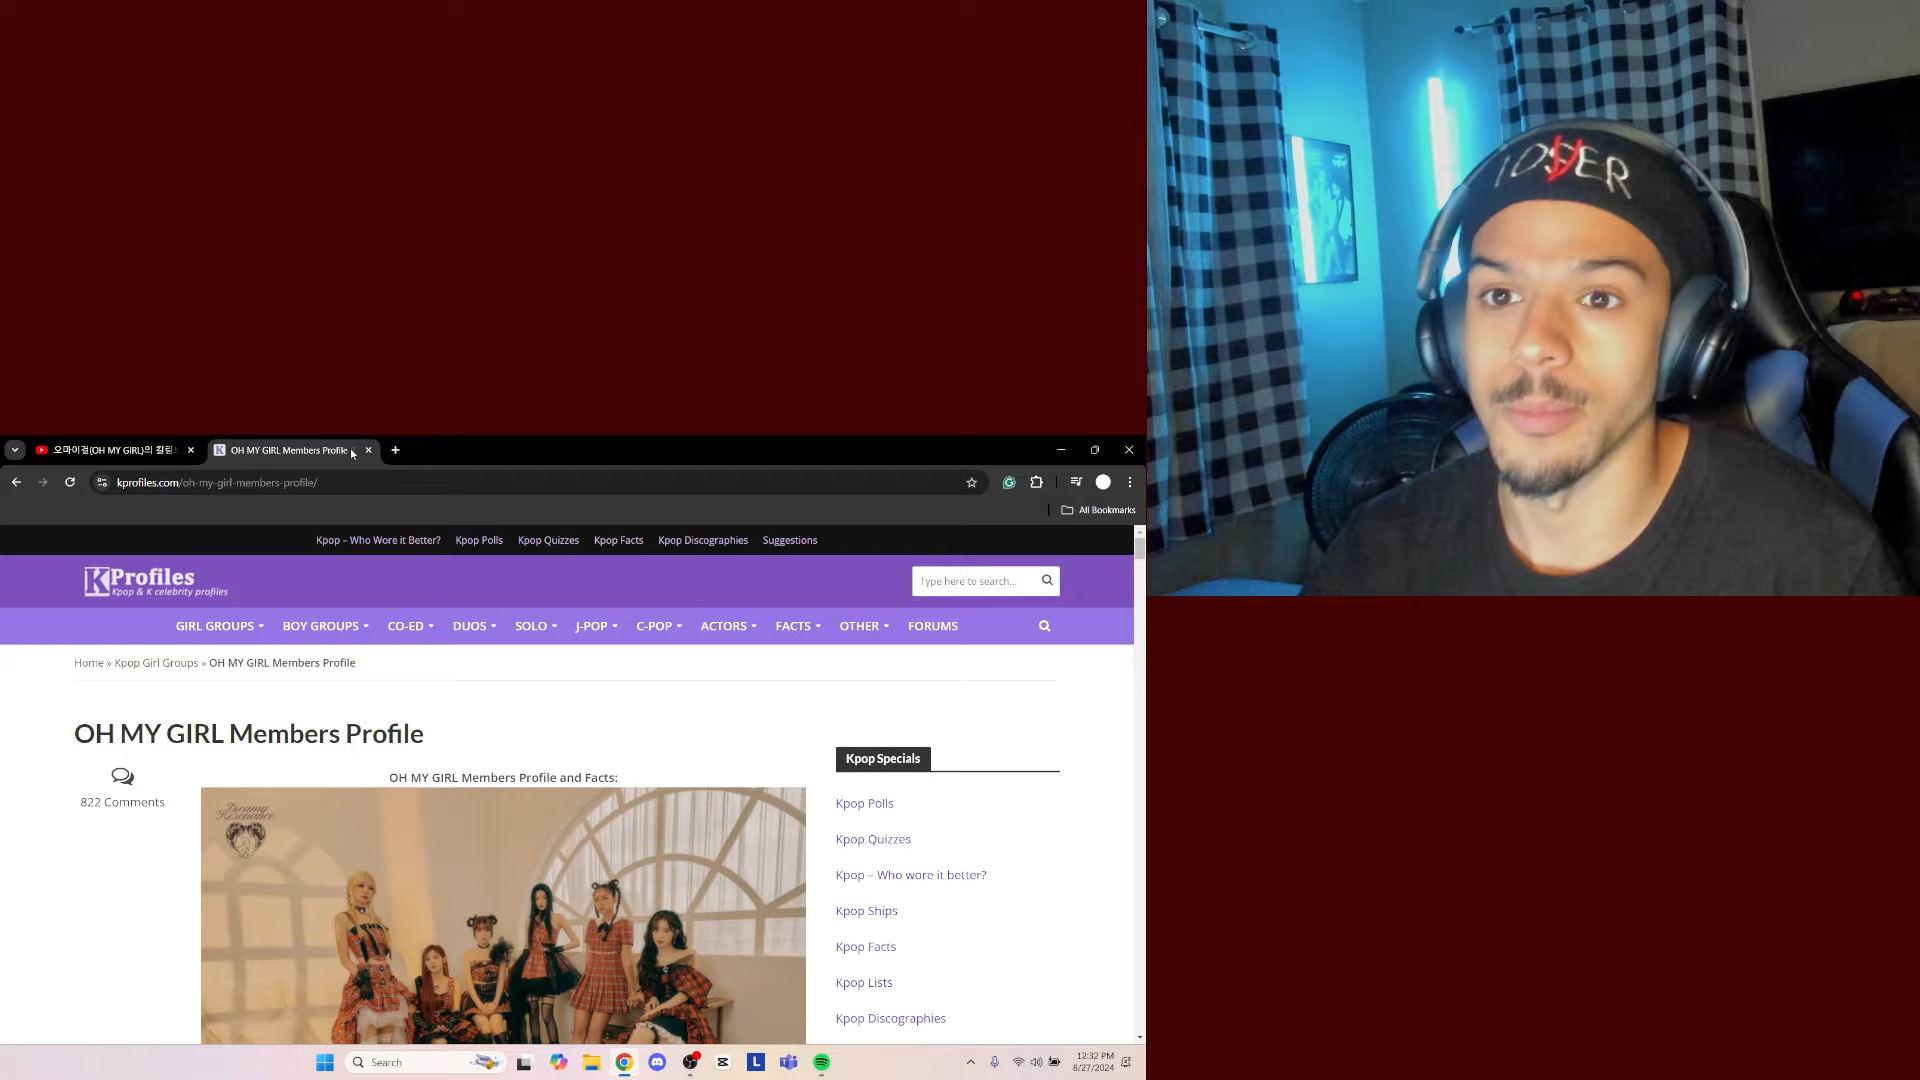 LOVER
오마이걸(OH MY GIRL)의 컬링
OH MY GIRL Members Profile
kprofiles.com/oh-my-girl-members-profile/
All Bookmarks
Kpop – Who Wore it Better? Kpop Polls Kpop Quizzes Kpop Facts Kpop Discographies Suggestions
KProfiles
Kpop & K celebrity profiles
Type here to search...
GIRL GROUPS BOY GROUPS CO-ED DUOS SOLO J-POP C-POP ACTORS FACTS OTHER FORUMS
Home » Kpop Girl Groups » OH MY GIRL Members Profile
OH MY GIRL Members Profile
822 Comments
OH MY GIRL Members Profile and Facts:
Dreamy
Resonance
Kpop Specials
Kpop Polls
Kpop Quizzes
Kpop – Who wore it better?
Kpop Ships
Kpop Facts
Kpop Lists
Kpop Discographies
Search
L
12:32 PM
8/27/2024